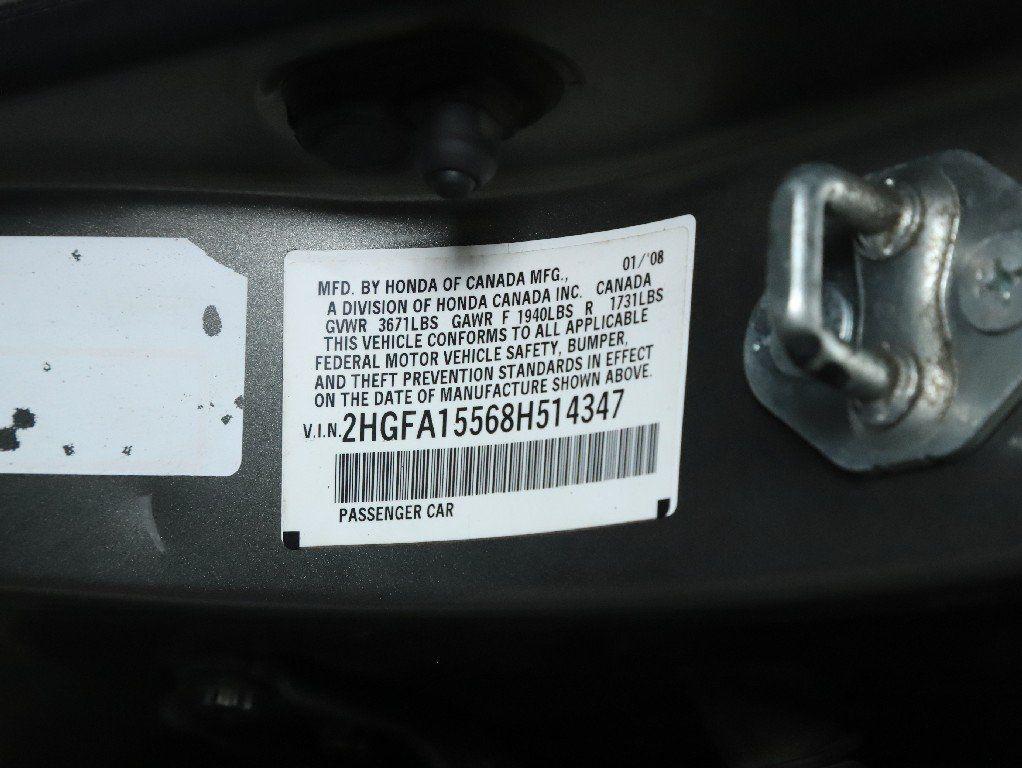 01/'08
MFD. BY HONDA OF CANADA MFG.,
A DIVISION OF HONDA CANADA INC. CANADA
GVWR 3671LBS GAWR F 1940LBS R 1731LBS
THIS VEHICLE CONFORMS TO ALL APPLICABLE
FEDERAL MOTOR VEHICLE SAFETY, BUMPER,
AND THEFT PREVENTION STANDARDS IN EFFECT
ON THE DATE OF MANUFACTURE SHOWN ABOVE.
V.I.N. 2HGFA15568H514347
PASSENGER CAR